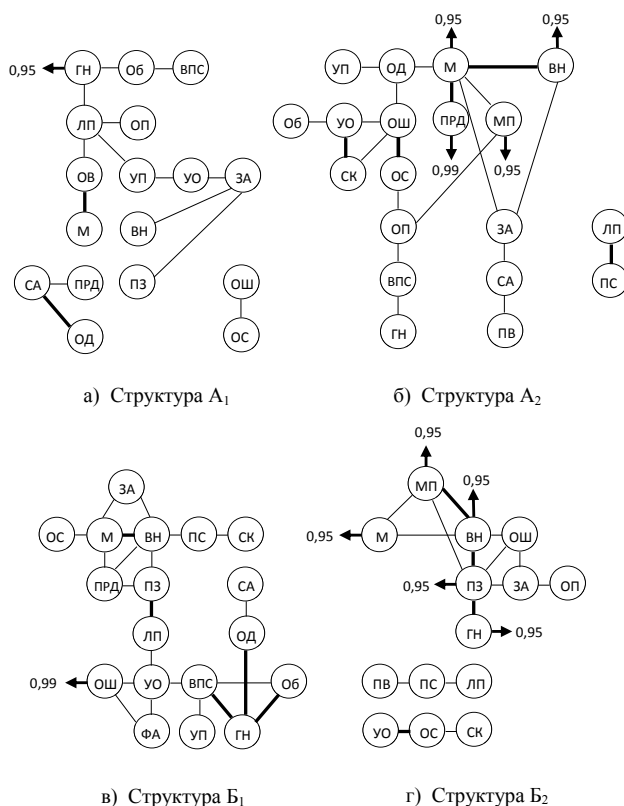 0,95 0,95
0,95 ГН Об ВПС
УП ОД М ВН
ЛП ОП
Об УО ОШ ПРД МП
ОВ УП УО ЗА
СК ОС 0,99 0,95
М ВН
ОП ЗА ЛП
СА ПРД ПЗ ОШ
ВПС СА ПС
ОД ОС
ГН ПВ
а) Структура А₁ б) Структура А₂
0,95
ЗА МП 0,95
ОС М ВН ПС СК
0,95 М ВН ОШ
ПРД ПЗ СА
0,95 ПЗ ЗА ОП
ЛП ОД
ГН 0,95
0,99 ОШ УО ВПС Об
ПВ ПС ЛП
ФА УП ГН
УО ОС СК
в) Структура Б₁ г) Структура Б₂